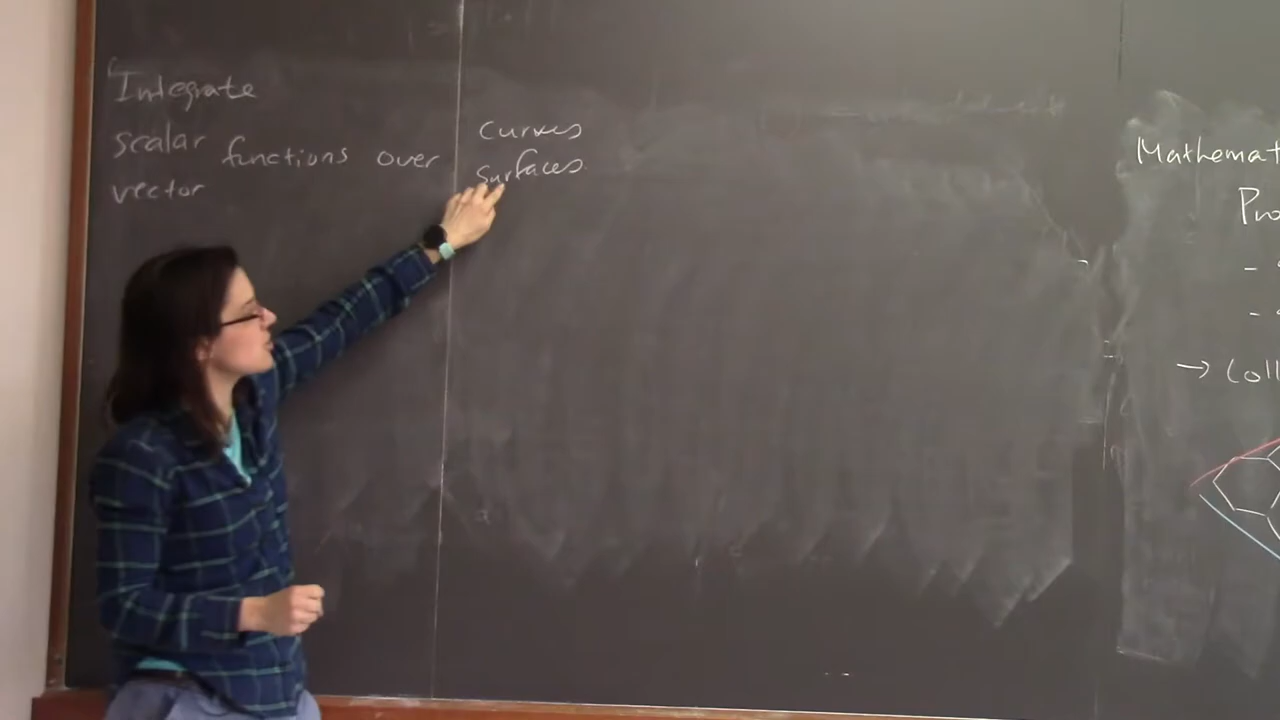 Integrate
scalar
functions over
vector
curves
surfaces
Mathemat
Pro
-
-
→ Coll